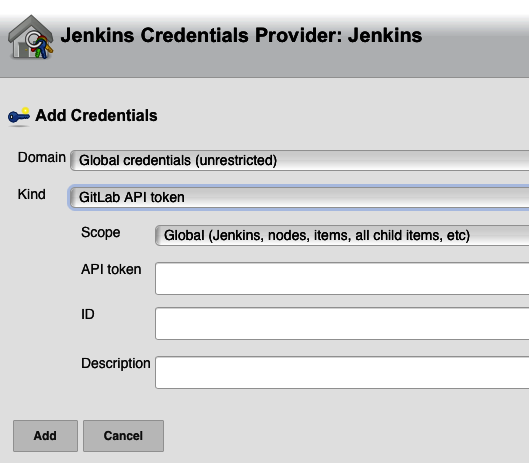 Jenkins Credentials Provider: Jenkins
Add Credentials
Domain Global credentials (unrestricted)
Kind GitLab API token
Scope Global (Jenkins, nodes, items, all child items, etc)
API token
ID
Description
Add Cancel